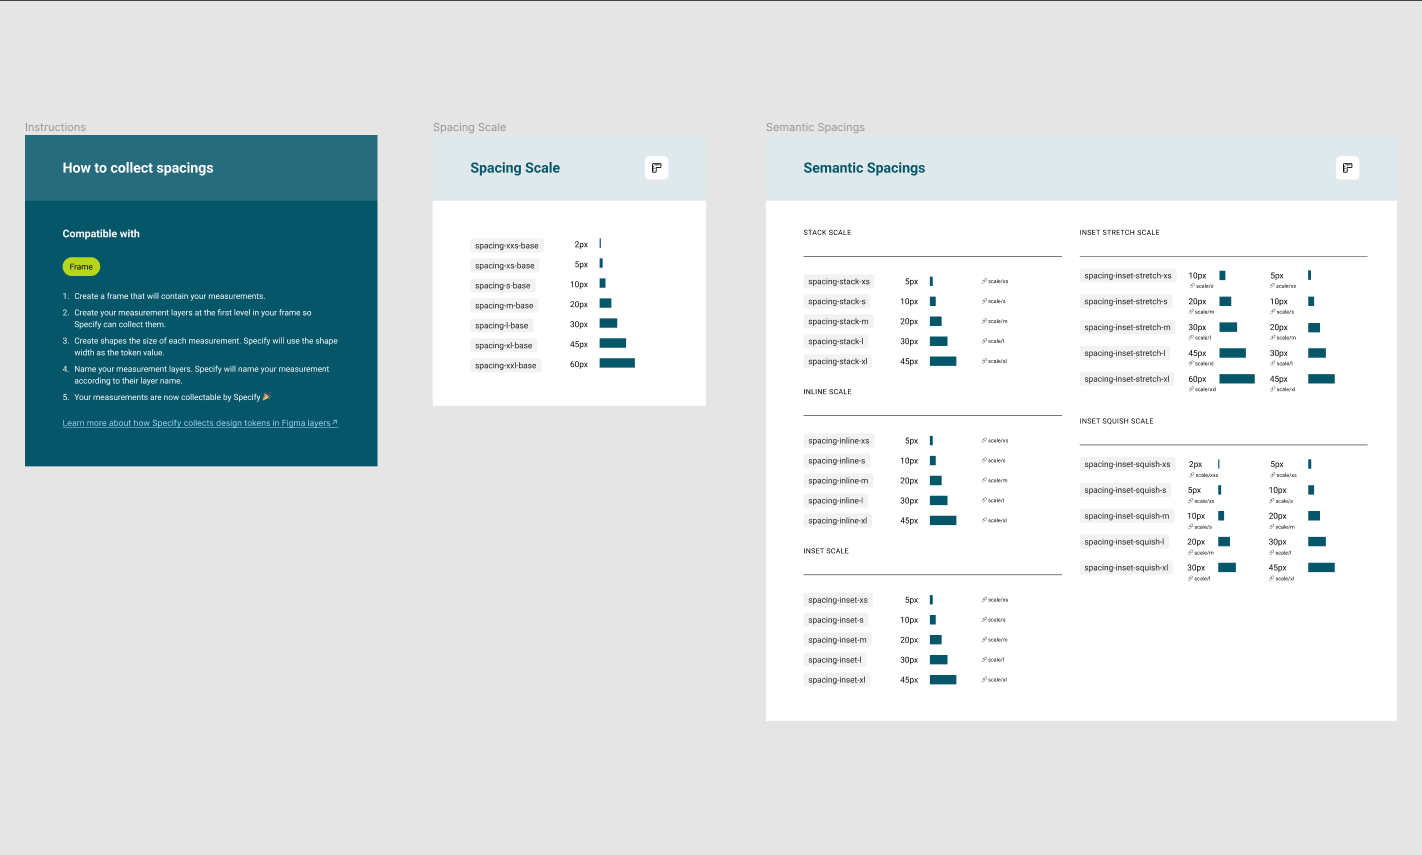 Instructions
How to collect spacings
Compatible with
Frame
1. Create a frame that will contain your measurements.
2. Create your measurement layers at the first level in your frame so
Specify can collect them.
3. Create shapes the size of each measurement. Specify will use the shape
width as the token value.
4. Name your measurement layers. Specify will name your measurement
according to their layer name.
5. Your measurements are now collectable by Specify 🎉
Learn more about how Specify collects design tokens in Figma layers↗
Spacing Scale
Spacing Scale
spacing-xxs-base 2px
spacing-xs-base 5px
spacing-s-base 10px
spacing-m-base 20px
spacing-l-base 30px
spacing-xl-base 45px
spacing-xxl-base 60px
Semantic Spacings
Semantic Spacings
STACK SCALE
spacing-stack-xs 5px scale/xs
spacing-stack-s 10px scale/s
spacing-stack-m 20px scale/m
spacing-stack-l 30px scale/l
spacing-stack-xl 45px scale/xl
INLINE SCALE
spacing-inline-xs 5px scale/xs
spacing-inline-s 10px scale/s
spacing-inline-m 20px scale/m
spacing-inline-l 30px scale/l
spacing-inline-xl 45px scale/xl
INSET SCALE
spacing-inset-xs 5px scale/xs
spacing-inset-s 10px scale/s
spacing-inset-m 20px scale/m
spacing-inset-l 30px scale/l
spacing-inset-xl 45px scale/xl
INSET STRETCH SCALE
spacing-inset-stretch-xs 10px 5px
scale/s scale/xs
spacing-inset-stretch-s 20px 10px
scale/m scale/s
spacing-inset-stretch-m 30px 20px
scale/l scale/m
spacing-inset-stretch-l 45px 30px
scale/xl scale/l
spacing-inset-stretch-xl 60px 45px
scale/xxl scale/xl
INSET SQUISH SCALE
spacing-inset-squish-xs 2px 5px
scale/xxs scale/xs
spacing-inset-squish-s 5px 10px
scale/xs scale/s
spacing-inset-squish-m 10px 20px
scale/s scale/m
spacing-inset-squish-l 20px 30px
scale/m scale/l
spacing-inset-squish-xl 30px 45px
scale/l scale/xl